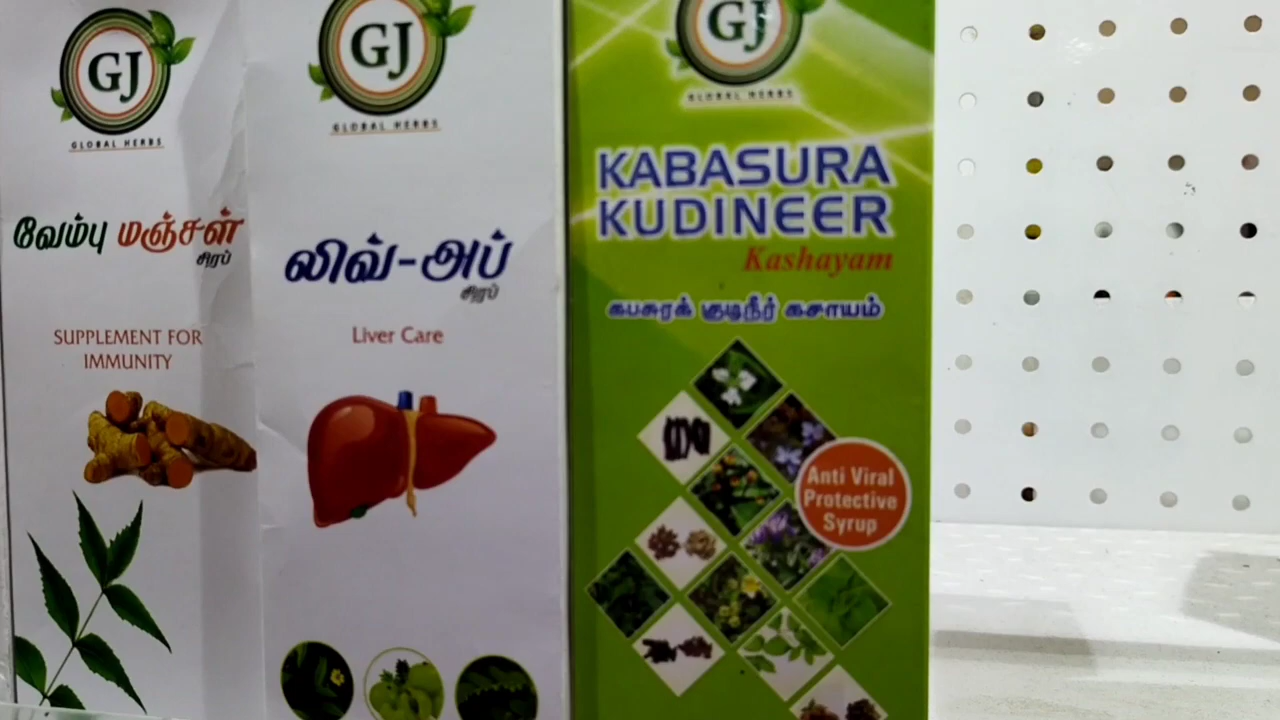 GJ
GLOBAL HERBS
வேம்பு மஞ்சள்
சிரப்
SUPPLEMENT FOR
IMMUNITY
GJ
GLOBAL HERBS
லிவ்-அப்
சிரப்
Liver Care
GJ
GLOBAL HERBS
KABASURA
KUDINEER
Kashayam
கபசுரக் குடிநீர் கசாயம்
Anti Viral
Protective
Syrup